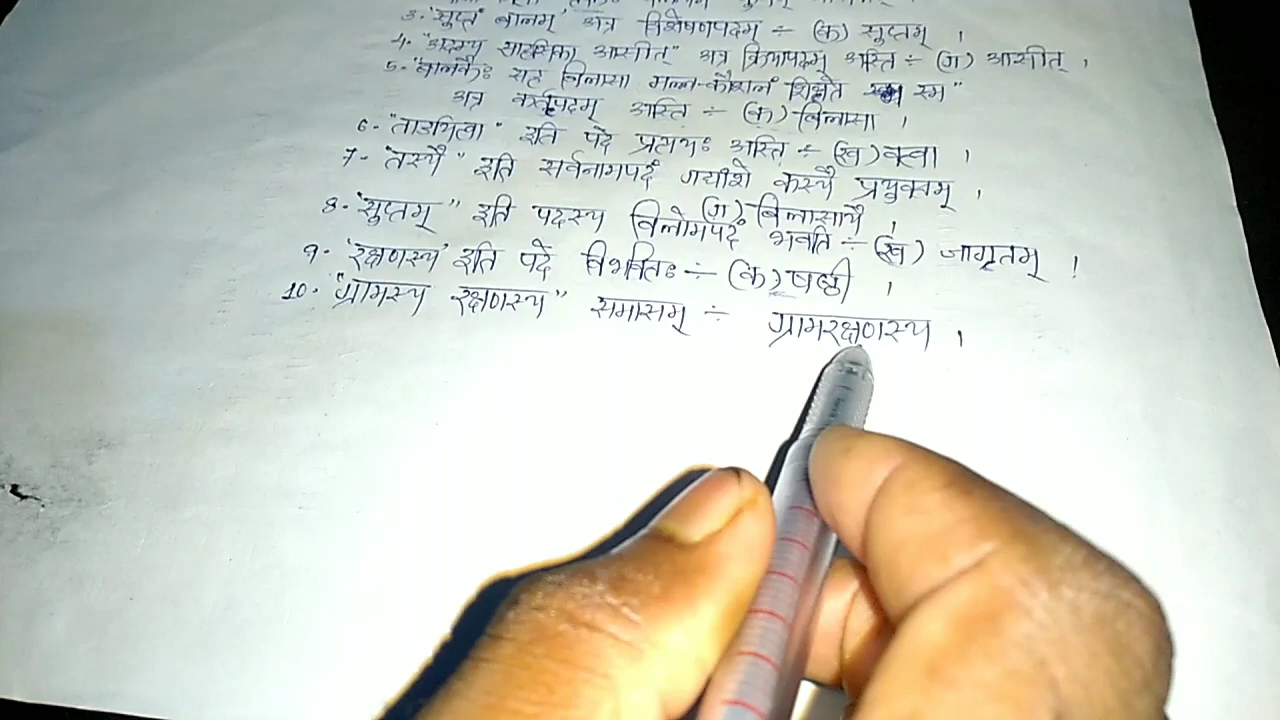 3. "सुप्तं बालम्" अत्र विशेषणपदम् ÷ (क) सुप्तम् ।
4. "अदम्य साहसिका आसीत्" अत्र क्रियापदम् अस्ति ÷ (ग) आसीत् ।
5. "बालकैः सह विलासा मल्ल-कौशलं शिक्षते स्म"
अत्र कर्तृपदम् अस्ति ÷ (क) विलासा ।
6. "ताडयित्वा" इति पदे प्रत्ययः अस्ति ÷ (ख) क्त्वा ।
7- "तस्यै" इति सर्वनामपदं गद्यांशे कस्यै प्रयुक्तम् ।
(ग) विलासायै ।
8- "सुप्तम्" इति पदस्य विलोमपदं भवति ÷ (ख) जागृतम् ।
9- 'रक्षणस्य' इति पदे विभक्तिः ÷ (क) षष्ठी ।
10- "ग्रामस्य रक्षणस्य" समासम् ÷ ग्रामरक्षणस्य ।